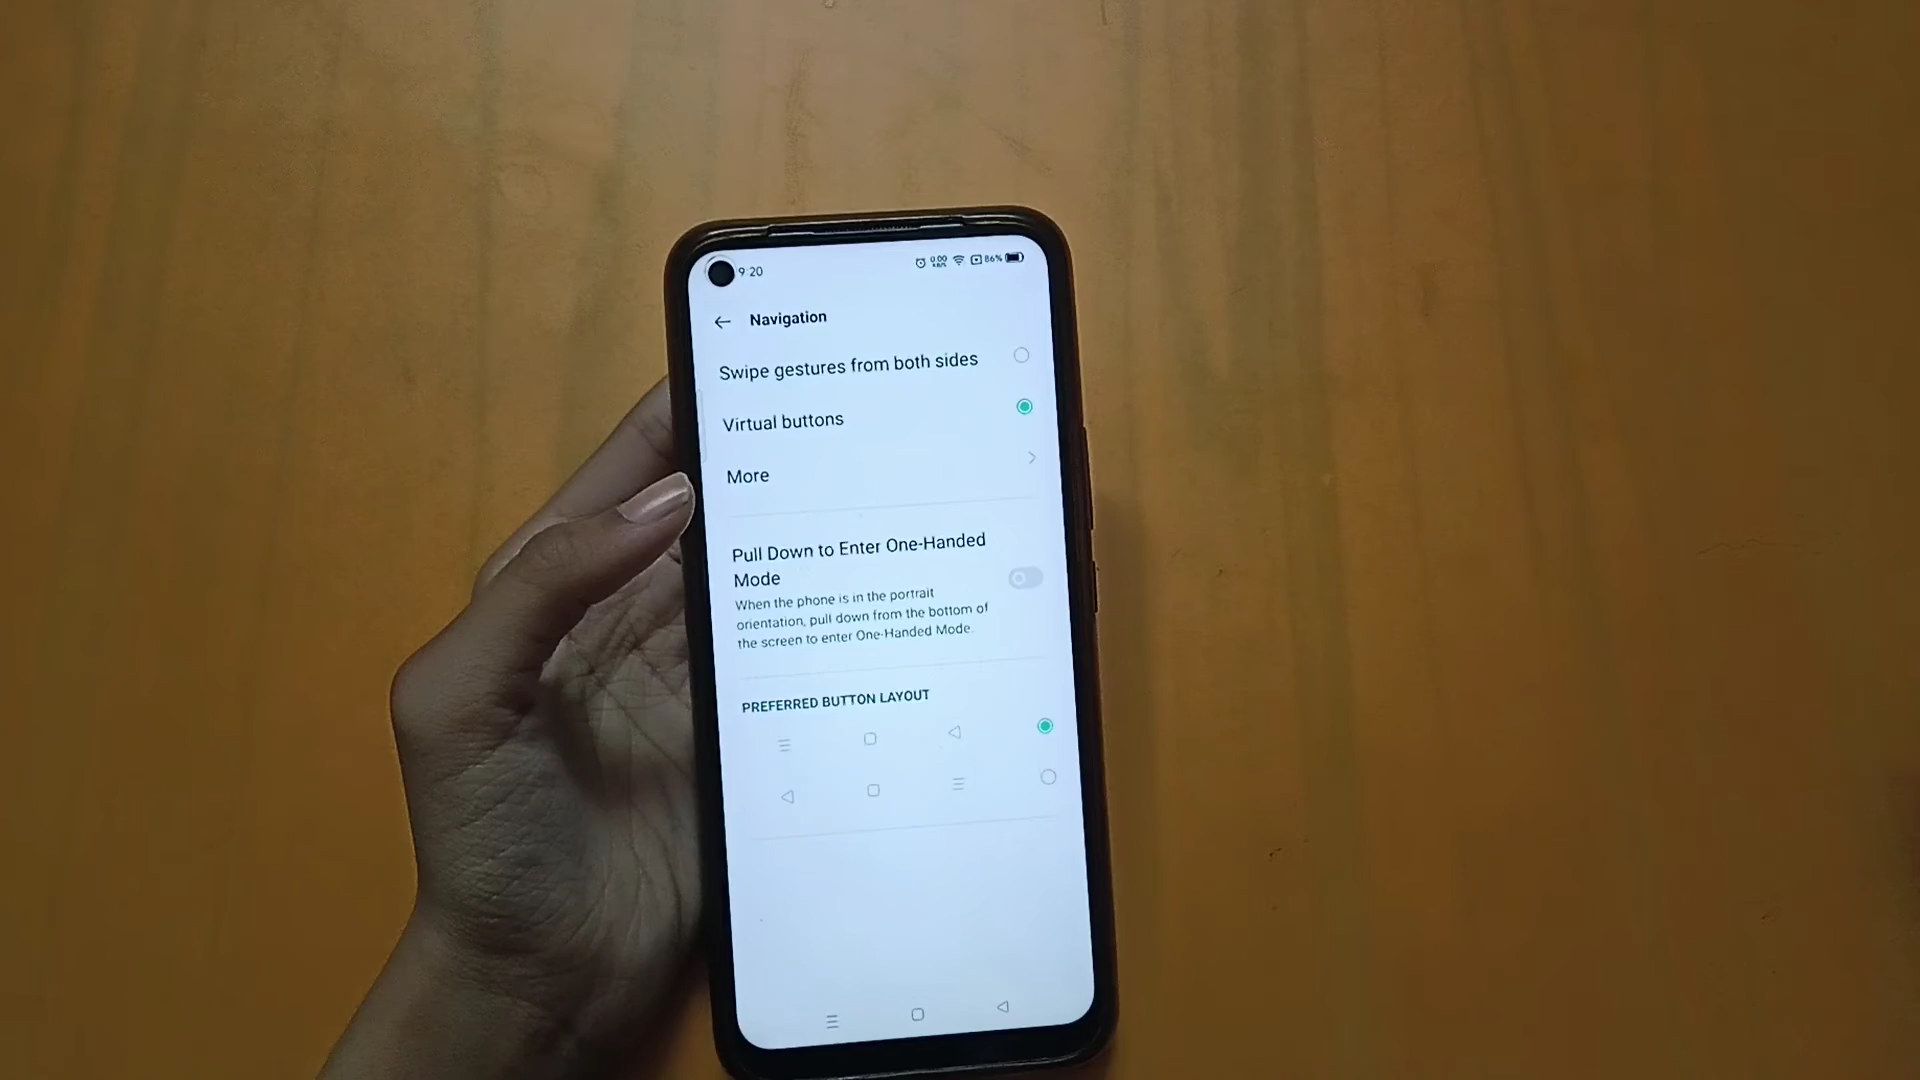 9:20
0.00
KB/S
86%
Navigation
Swipe gestures from both sides
Virtual buttons
More
Pull Down to Enter One-Handed
Mode
When the phone is in the portrait
orientation, pull down from the bottom of
the screen to enter One-Handed Mode.
PREFERRED BUTTON LAYOUT